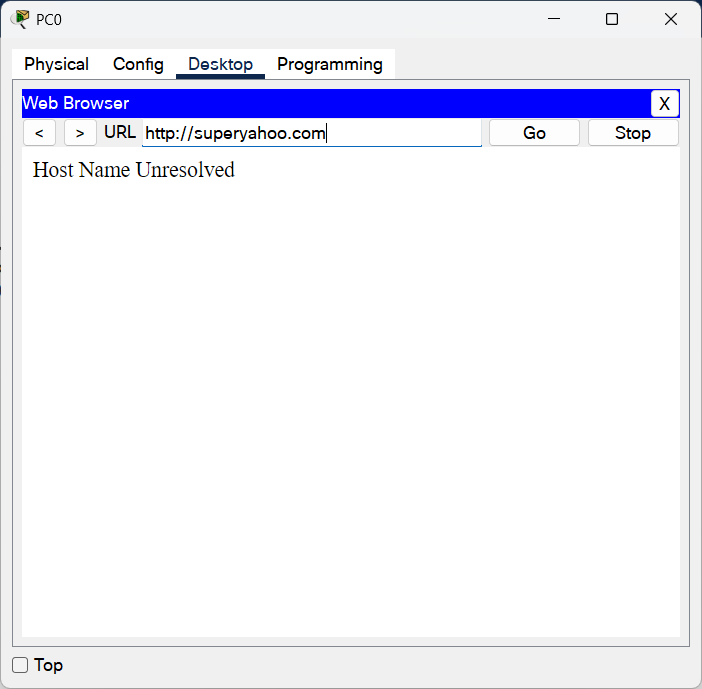 PC0
Physical Config Desktop Programming
Web Browser X
< > URL http://superyahoo.com Go Stop
Host Name Unresolved
Top